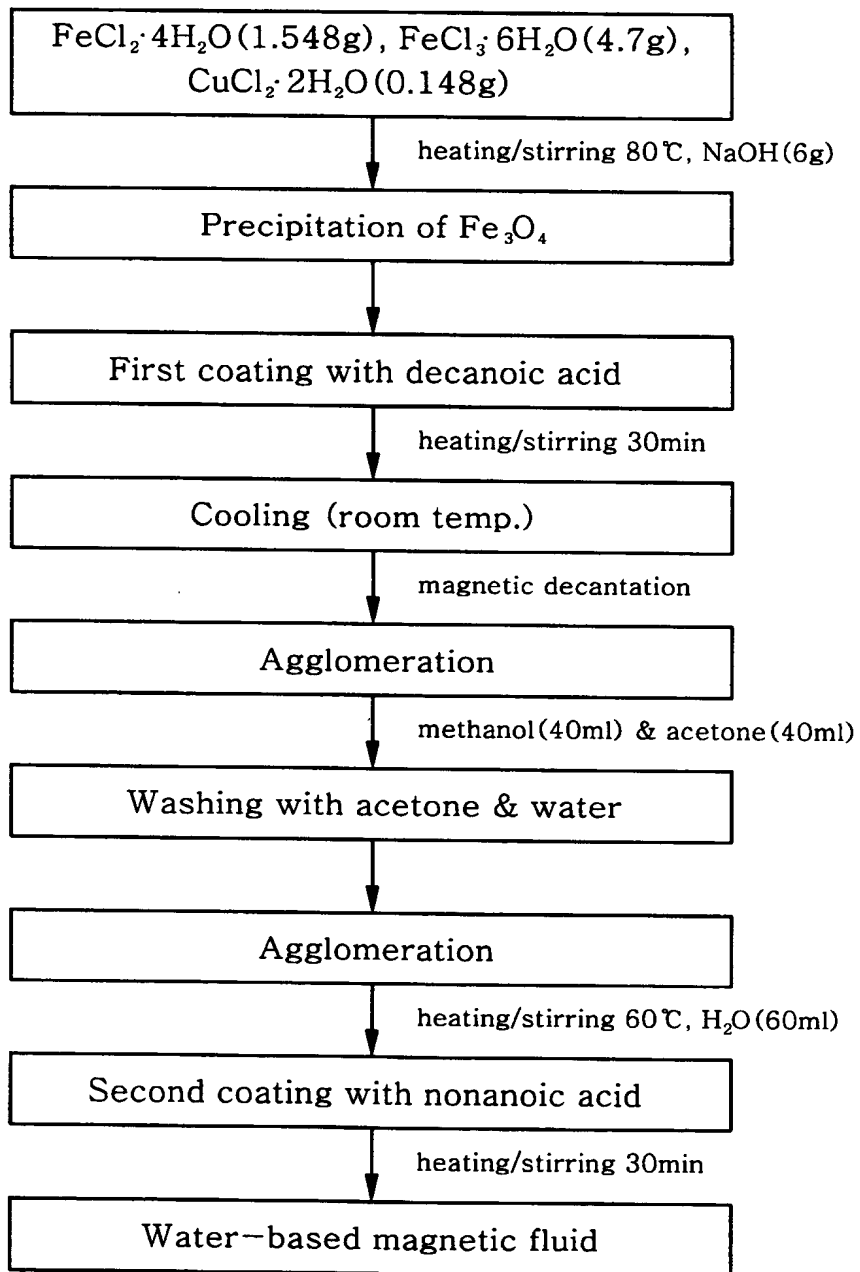 FeCl₂·4H₂O(1.548g), FeCl₃·6H₂O(4.7g),
CuCl₂·2H₂O(0.148g)
heating/stirring 80℃, NaOH(6g)
Precipitation of Fe₃O₄
First coating with decanoic acid
heating/stirring 30min
Cooling (room temp.)
magnetic decantation
Agglomeration
methanol(40ml) & acetone(40ml)
Washing with acetone & water
Agglomeration
heating/stirring 60℃, H₂O(60ml)
Second coating with nonanoic acid
heating/stirring 30min
Water-based magnetic fluid